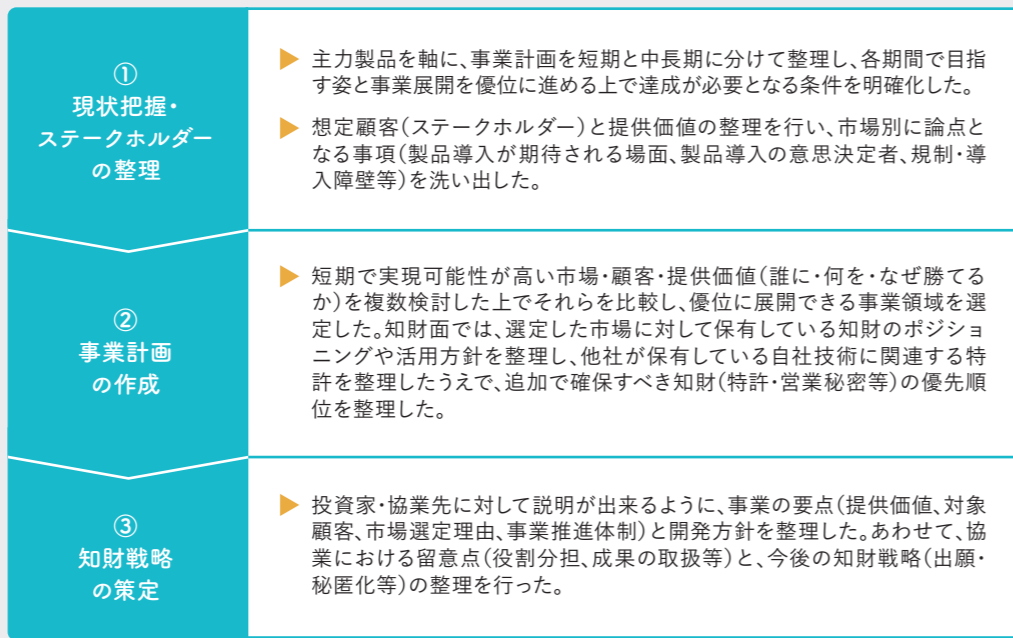 ①
現状把握・
ステークホルダー
の整理
▶ 主力製品を軸に、事業計画を短期と中長期に分けて整理し、各期間で目指
す姿と事業展開を優位に進める上で達成が必要となる条件を明確化した。
▶ 想定顧客(ステークホルダー)と提供価値の整理を行い、市場別に論点と
なる事項(製品導入が期待される場面、製品導入の意思決定者、規制・導
入障壁等)を洗い出した。
②
事業計画
の作成
▶ 短期で実現可能性が高い市場・顧客・提供価値(誰に・何を・なぜ勝てる
か)を複数検討した上でそれらを比較し、優位に展開できる事業領域を選
定した。知財面では、選定した市場に対して保有している知財のポジショ
ニングや活用方針を整理し、他社が保有している自社技術に関連する特
許を整理したうえで、追加で確保すべき知財(特許・営業秘密等)の優先順
位を整理した。
③
知財戦略
の策定
▶ 投資家・協業先に対して説明が出来るように、事業の要点(提供価値、対象
顧客、市場選定理由、事業推進体制)と開発方針を整理した。あわせて、協
業における留意点(役割分担、成果の取扱等)と、今後の知財戦略(出願・
秘匿化等)の整理を行った。